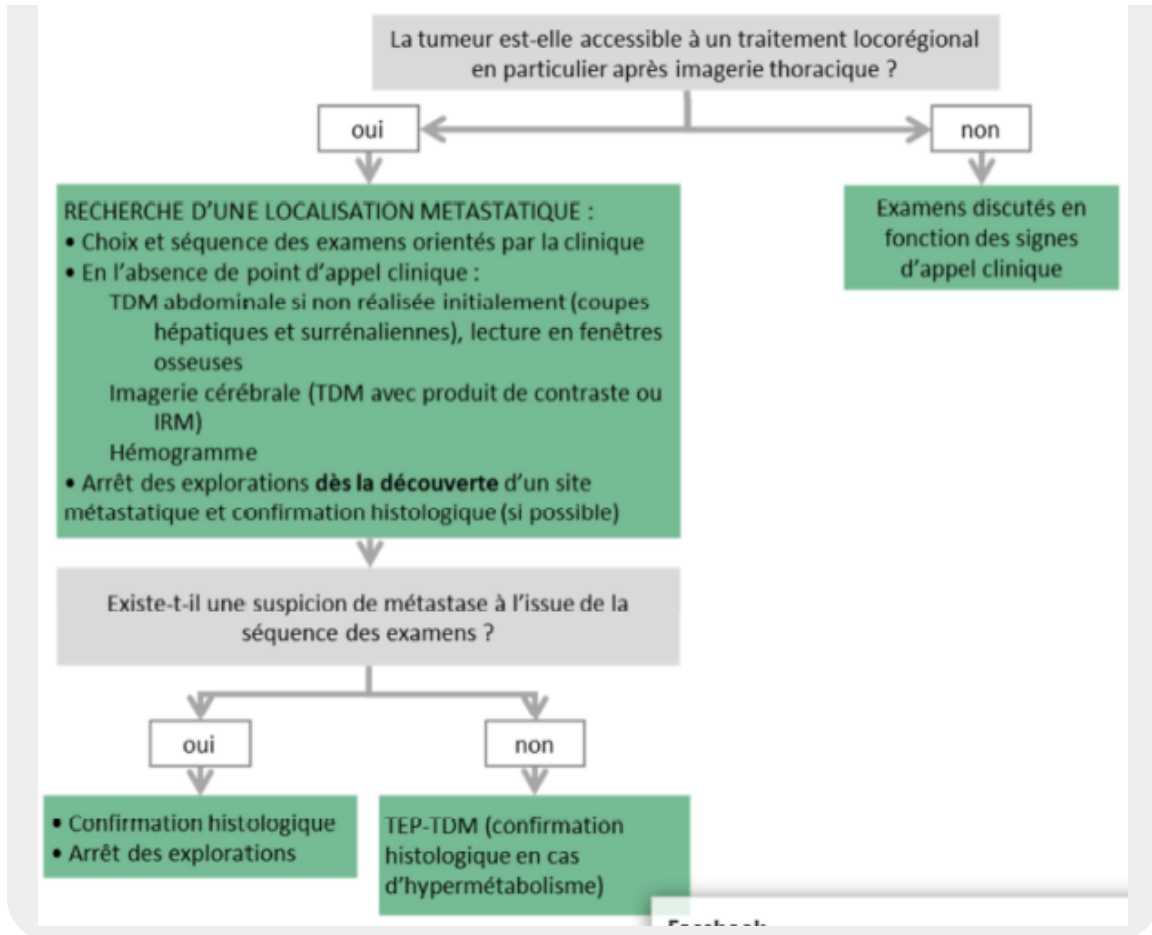 La tumeur est-elle accessible à un traitement locorégional
en particulier après imagerie thoracique ?
oui
non
RECHERCHE D'UNE LOCALISATION METASTATIQUE :
• Choix et séquence des examens orientés par la clinique
• En l'absence de point d'appel clinique :
TDM abdominale si non réalisée initialement (coupes
hépatiques et surrénaliennes), lecture en fenêtres
osseuses
Imagerie cérébrale (TDM avec produit de contraste ou
IRM)
Hémogramme
• Arrêt des explorations dès la découverte d'un site
métastatique et confirmation histologique (si possible)
Examens discutés en
fonction des signes
d'appel clinique
Existe-t-il une suspicion de métastase à l'issue de la
séquence des examens ?
oui
non
• Confirmation histologique
• Arrêt des explorations
TEP-TDM (confirmation
histologique en cas
d'hypermétabolisme)